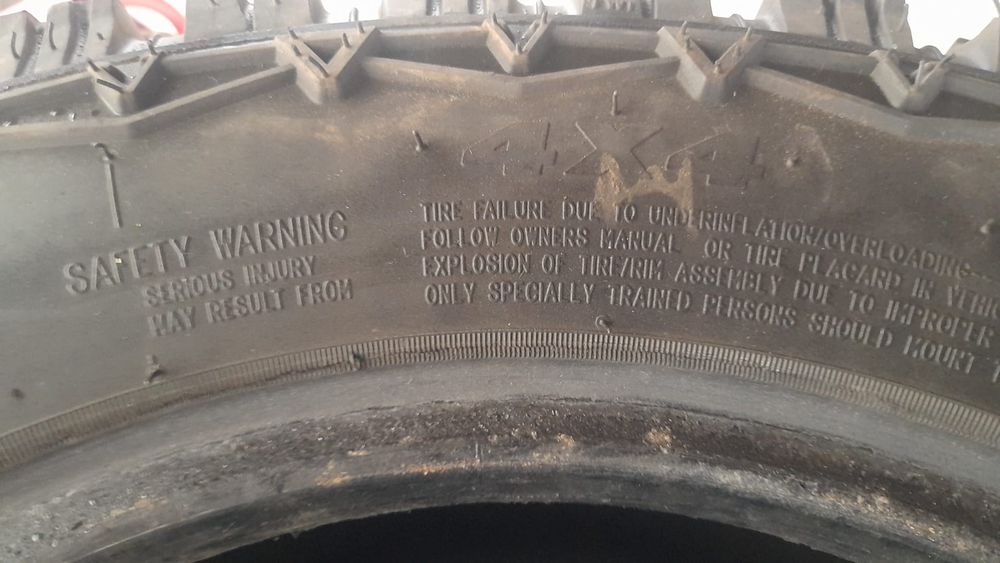 4X4
SAFETY WARNING
SERIOUS INJURY
MAY RESULT FROM
TIRE FAILURE DUE TO UNDERINFLATION/OVERLOADING
FOLLOW OWNERS MANUAL OR TIRE PLACARD IN
EXPLOSION OF TIRE/RIM ASSEMBLY DUE TO IMPROPER
ONLY SPECIALLY TRAINED PERSONS SHOULD MOUNT